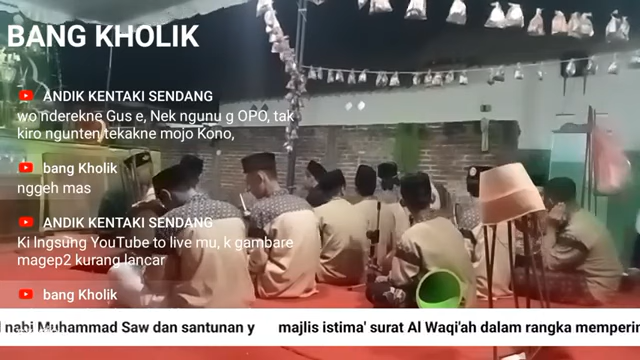 BANG KHOLIK
ANDIK KENTAKI SENDANG
wo nderekne Gus e, Nek ngunu g OPO, tak
kiro ngunten tekakne mojo Kono,
bang Kholik
nggeh mas
ANDIK KENTAKI SENDANG
Ki lngsung YouTube to live mu, k gambare
magep2 kurang lancar
bang Kholik
nabi Muhammad Saw dan santunan y majlis istima' surat Al Waqi'ah dalam rangka memperin